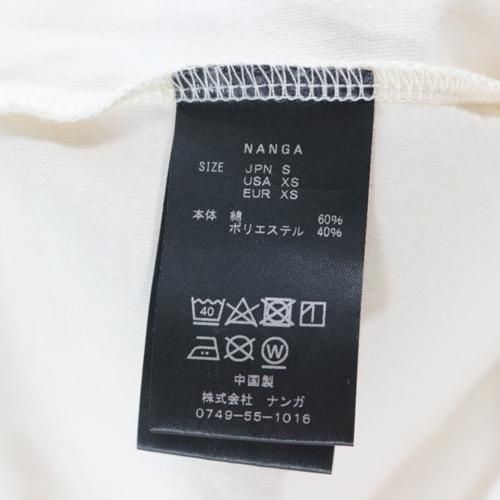 NANGA
SIZE JPN S
USA XS
EUR XS
本体 綿 60%
ポリエステル 40%
40
W
中国製
株式会社 ナンガ
0749-55-1016